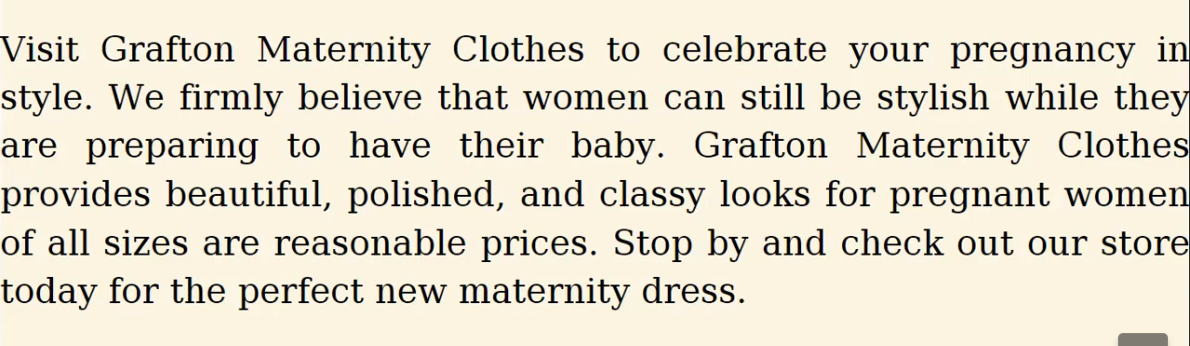 Visit Grafton Maternity Clothes to celebrate your pregnancy in
style. We firmly believe that women can still be stylish while they
are preparing to have their baby. Grafton Maternity Clothes
provides beautiful, polished, and classy looks for pregnant women
of all sizes are reasonable prices. Stop by and check out our store
today for the perfect new maternity dress.